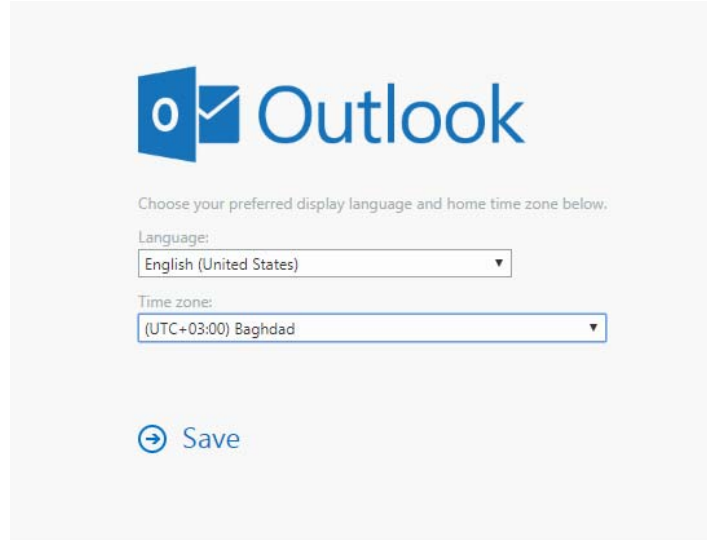 Outlook
Choose your preferred display language and home time zone below.
Language:
English (United States)
Time zone:
(UTC+03:00) Baghdad
Save